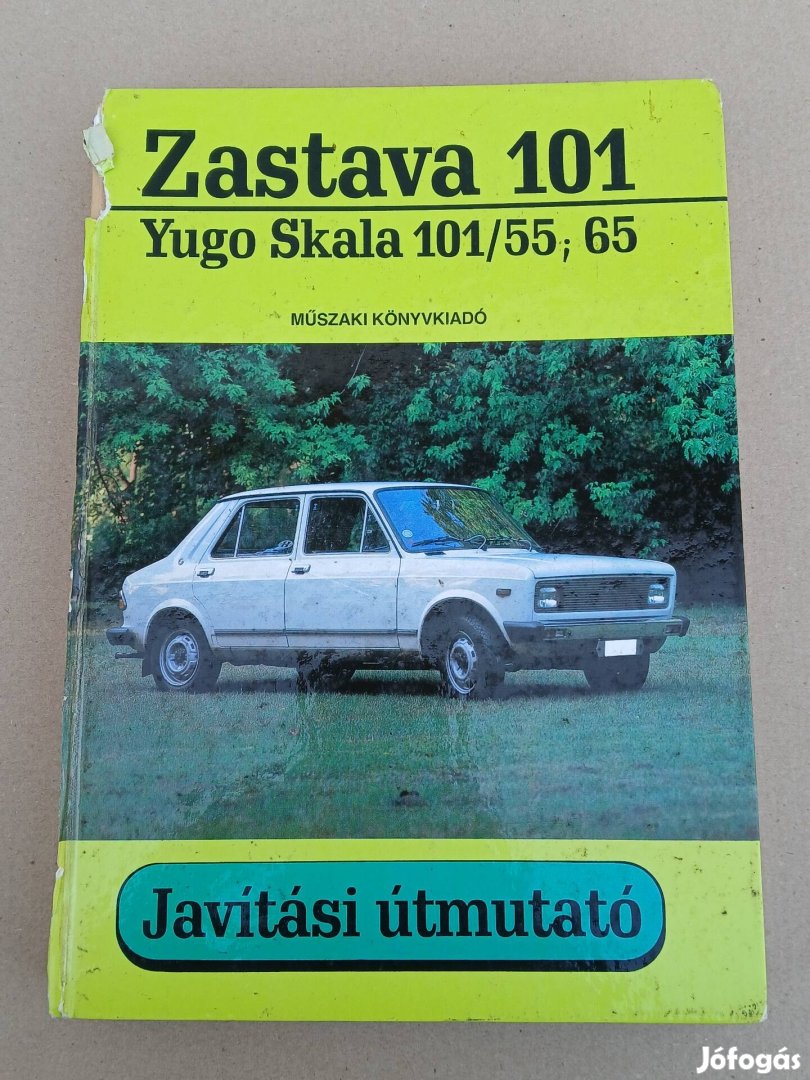 Zastava 101
Yugo Skala 101/55; 65
MŰSZAKI KÖNYVKIADÓ
Javítási útmutató
Jófogás